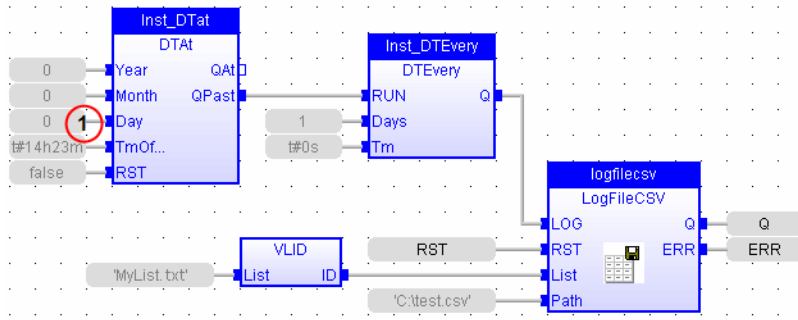 Inst_DTat
DTAt
0 Year QAt
0 Month QPast
0 1 Day
t#14h23m TmOf...
false RST
Inst_DTEvery
DTEvery
RUN Q
1 Days
t#0s Tm
logfilecsv
LogFileCSV
LOG Q Q
RST RST ERR ERR
VLID
'MyList.txt' List ID
List
'C:\test.csv' Path